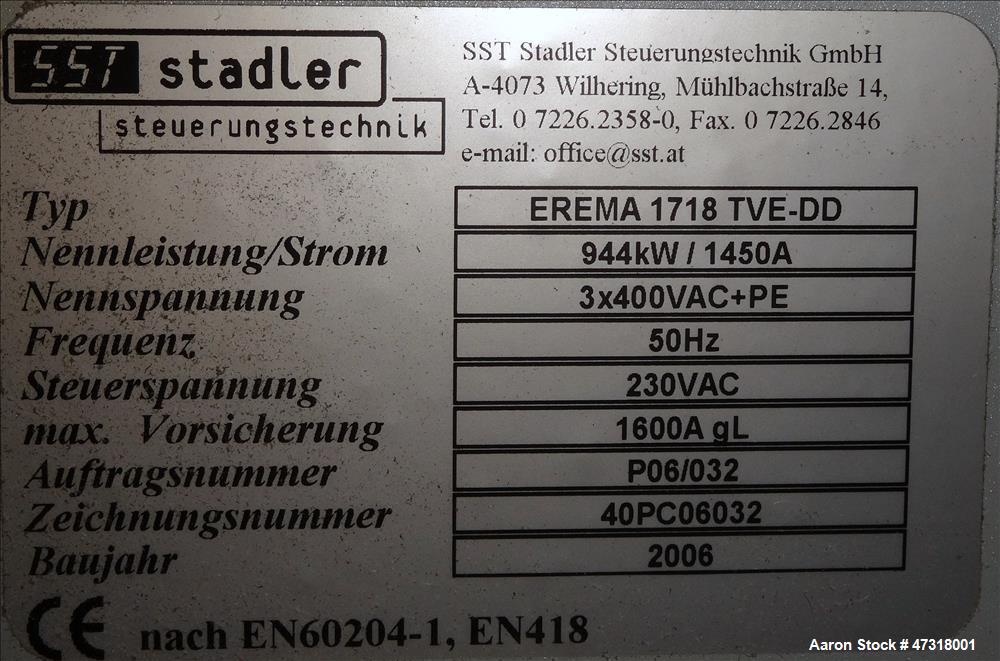 SST stadler
steuerungstechnik
SST Stadler Steuerungstechnik GmbH
A-4073 Wilhering, Mühlbachstraße 14,
Tel. 0 7226.2358-0, Fax. 0 7226.2846
e-mail: office@sst.at
Typ EREMA 1718 TVE-DD
Nennleistung/Strom 944kW / 1450A
Nennspannung 3x400VAC+PE
Frequenz 50Hz
Steuerspannung 230VAC
max. Vorsicherung 1600A gL
Auftragsnummer P06/032
Zeichnungsnummer 40PC06032
Baujahr 2006
CE nach EN60204-1, EN418
Aaron Stock # 47318001